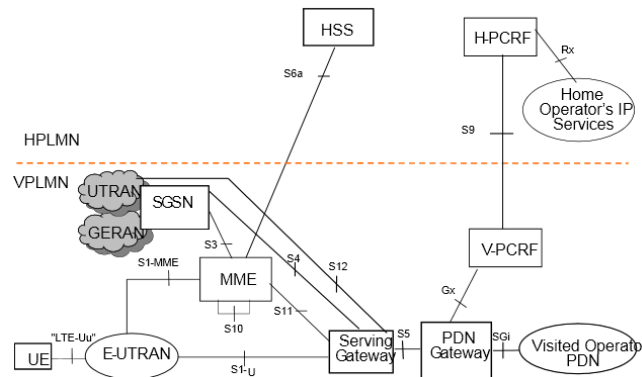 HSS
H-PCRF
Rx
S6a
Home
Operator's IP
Services
S9
HPLMN
VPLMN
UTRAN
SGSN
GERAN
S3
S4
S12
V-PCRF
S1-MME
MME
Gx
S10
S11
"LTE-Uu"
UE
E-UTRAN
S1-U
Serving
Gateway
S5
PDN
Gateway
SGi
Visited Operato
PDN